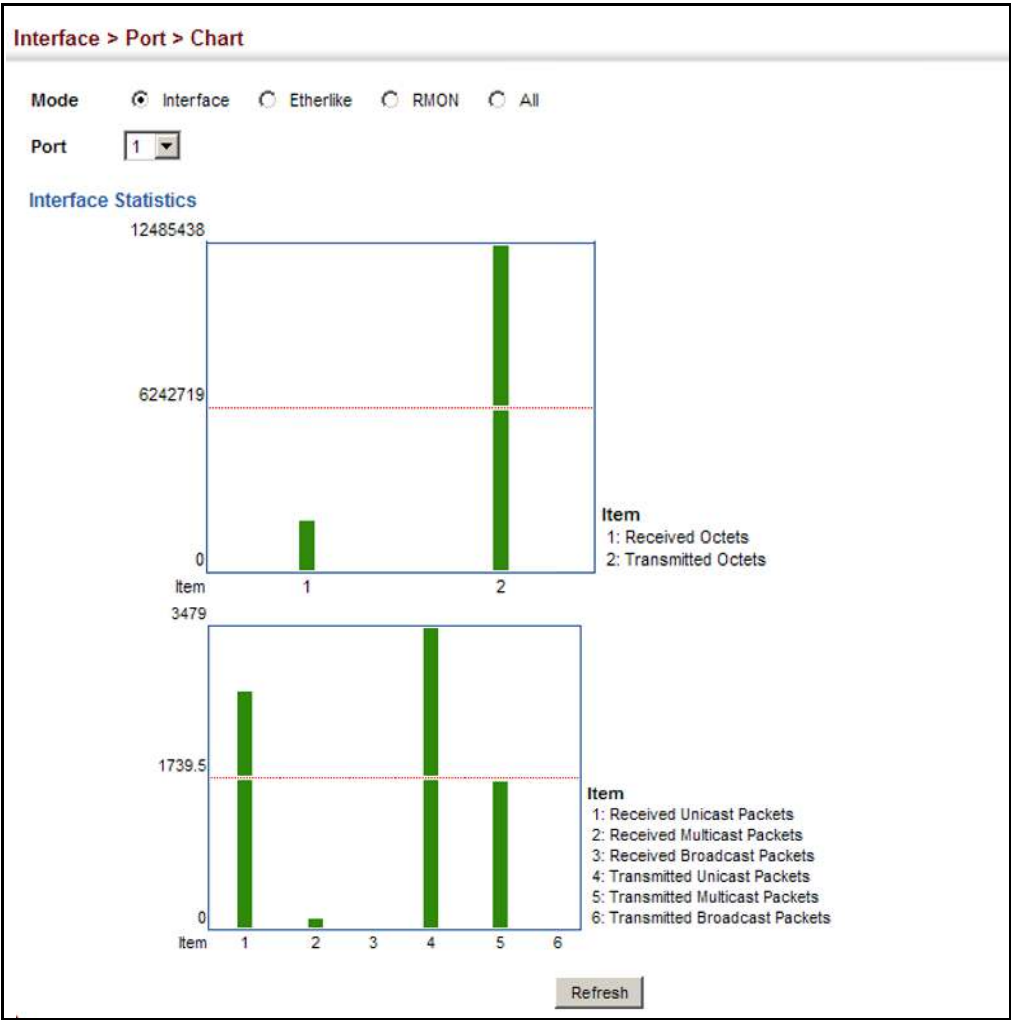 Interface > Port > Chart
Mode Interface Etherlike RMON All
Port 1
Interface Statistics
12485438
6242719
0
Item 1 2
Item
1: Received Octets
2: Transmitted Octets
3479
1739.5
0
Item 1 2 3 4 5 6
Item
1: Received Unicast Packets
2: Received Multicast Packets
3: Received Broadcast Packets
4: Transmitted Unicast Packets
5: Transmitted Multicast Packets
6: Transmitted Broadcast Packets
Refresh